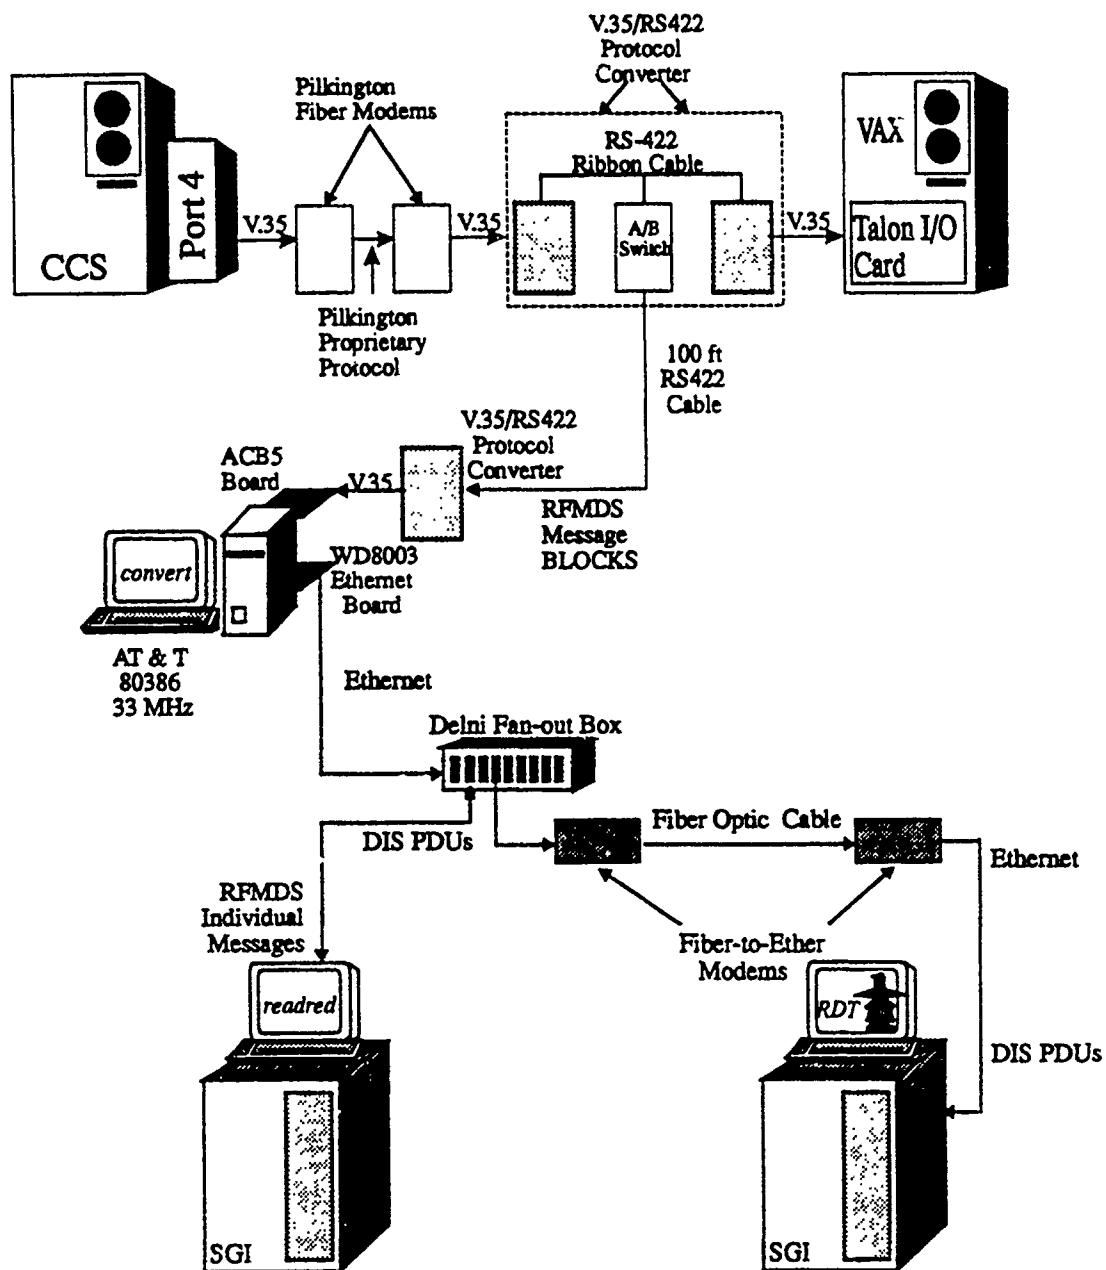 V.35/RS422
Protocol
Converter
Pilkington
Fiber Modems
RS-422
Ribbon Cable
VAX
Port 4
V.35
V.35
A/B
Switch
V.35
Talon I/O
Card
CCS
Pilkington
Proprietary
Protocol
100 ft
RS422
Cable
V.35/RS422
Protocol
Converter
ACB5
Board
V.35
RFMDS
Message
BLOCKS
convert
WD8003
Ethernet
Board
AT & T
80386
33 MHz
Ethernet
Delni Fan-out Box
DIS PDUs
Fiber Optic Cable
Ethernet
RFMDS
Individual
Messages
Fiber-to-Ether
Modems
readred
RDT
DIS PDUs
SGI
SGI